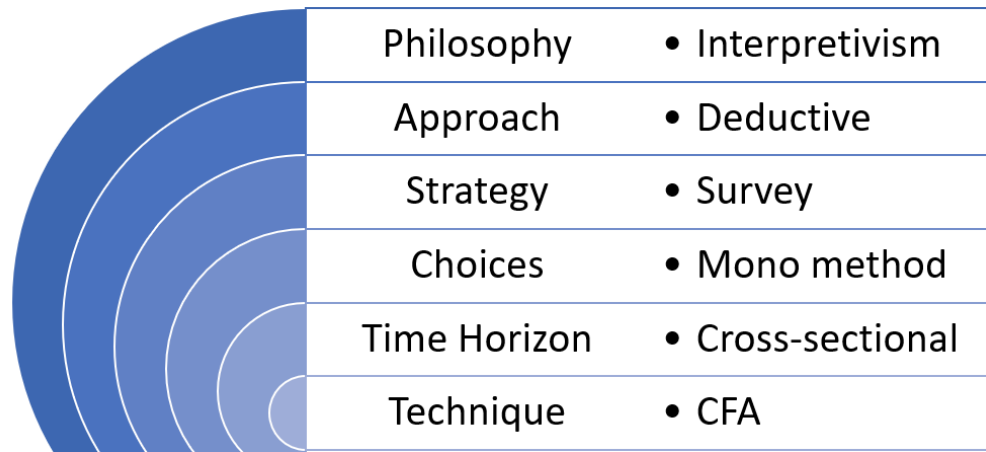 Philosophy • Interpretivism
Approach • Deductive
Strategy • Survey
Choices • Mono method
Time Horizon • Cross-sectional
Technique • CFA